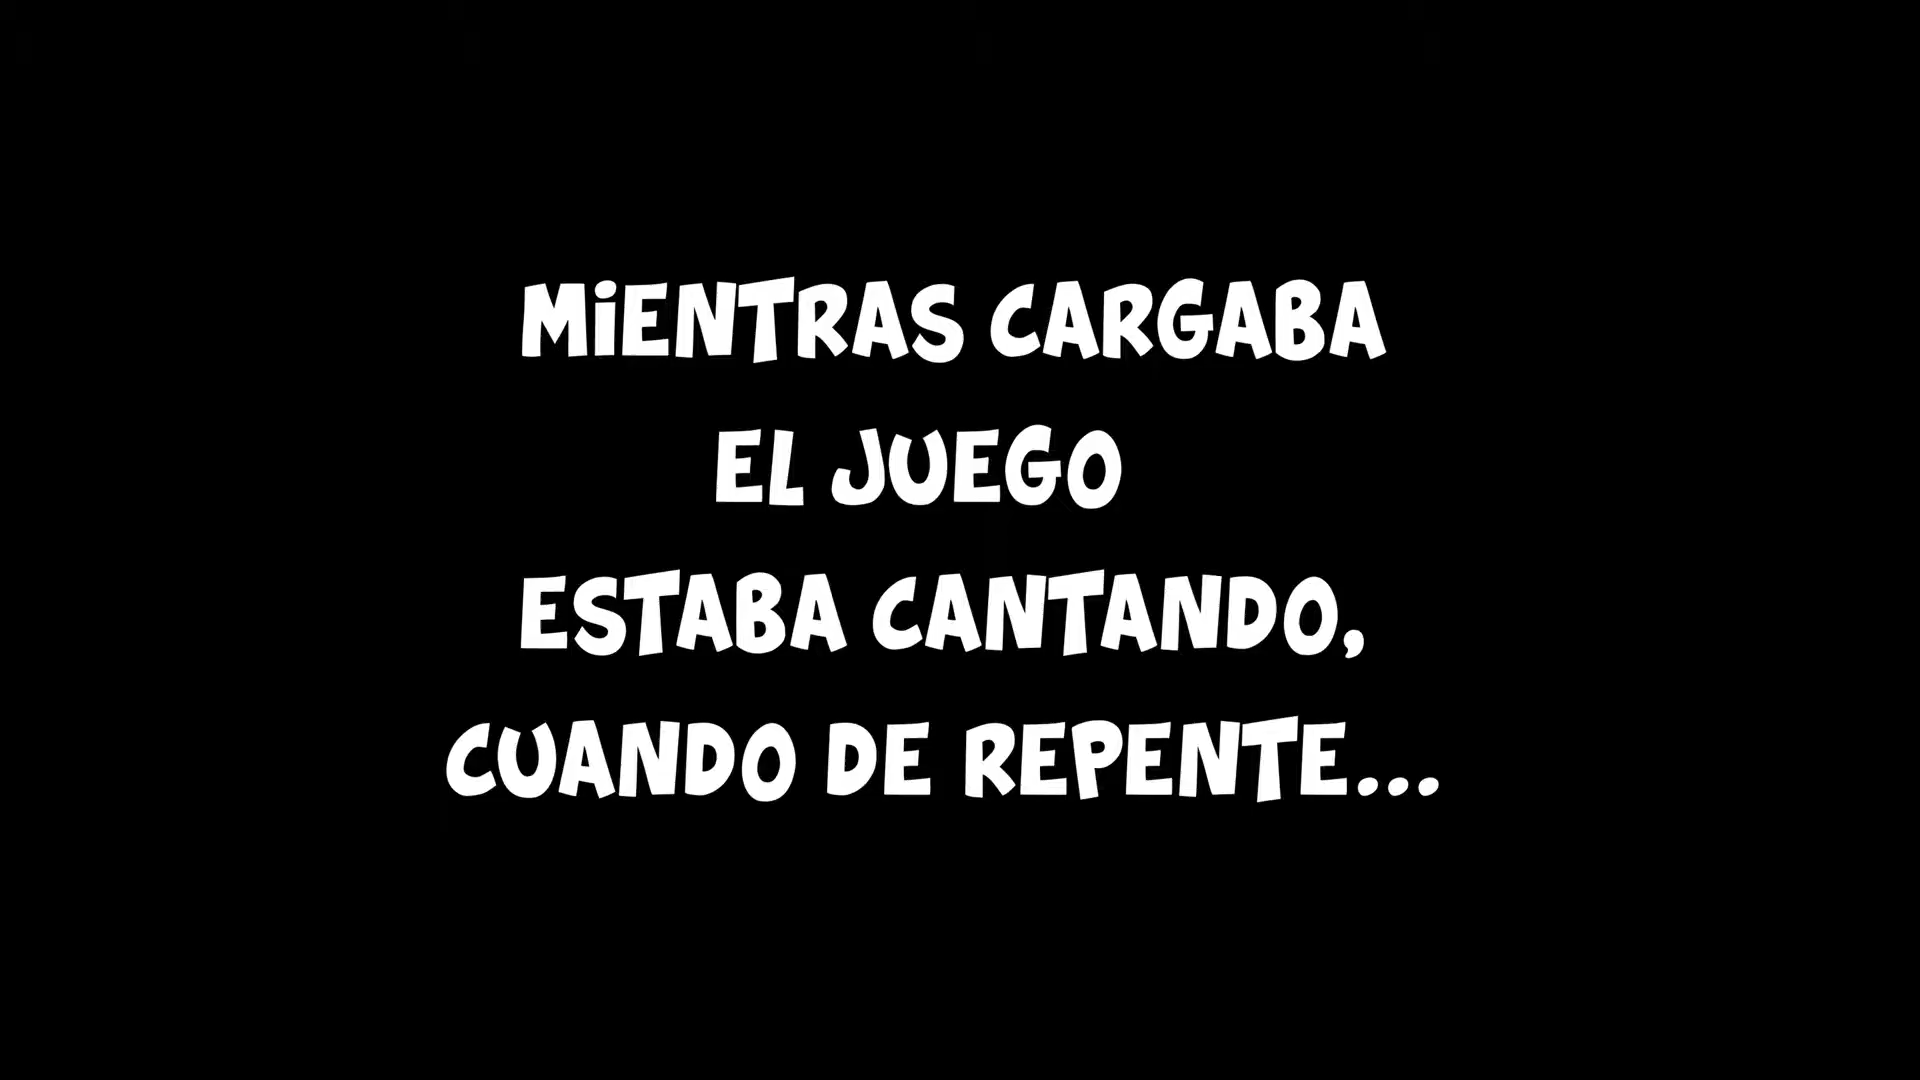 MiENTRAS CARGABA
EL JUEGO
ESTABA CANTANDO,
CUANDO DE REPENTE...